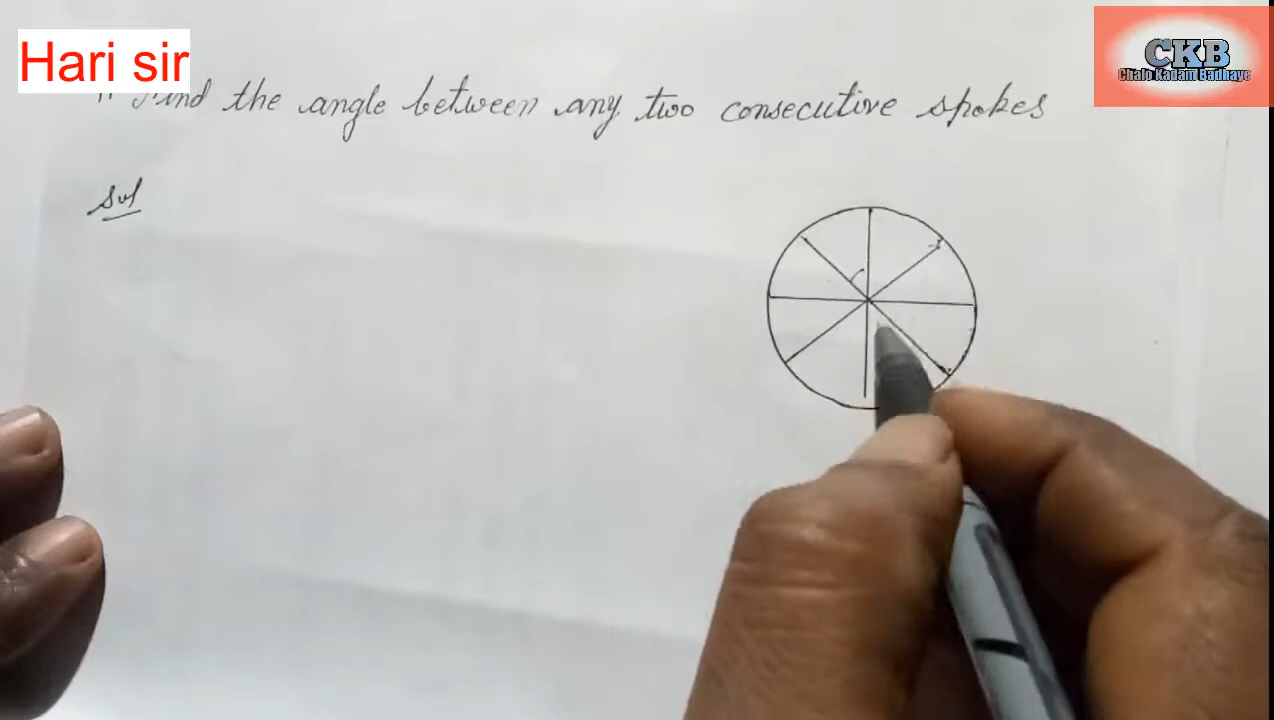 Hari sir
CKB
Chalo Kadam Badhaye
find the angle between any two consecutive spokes
Sol